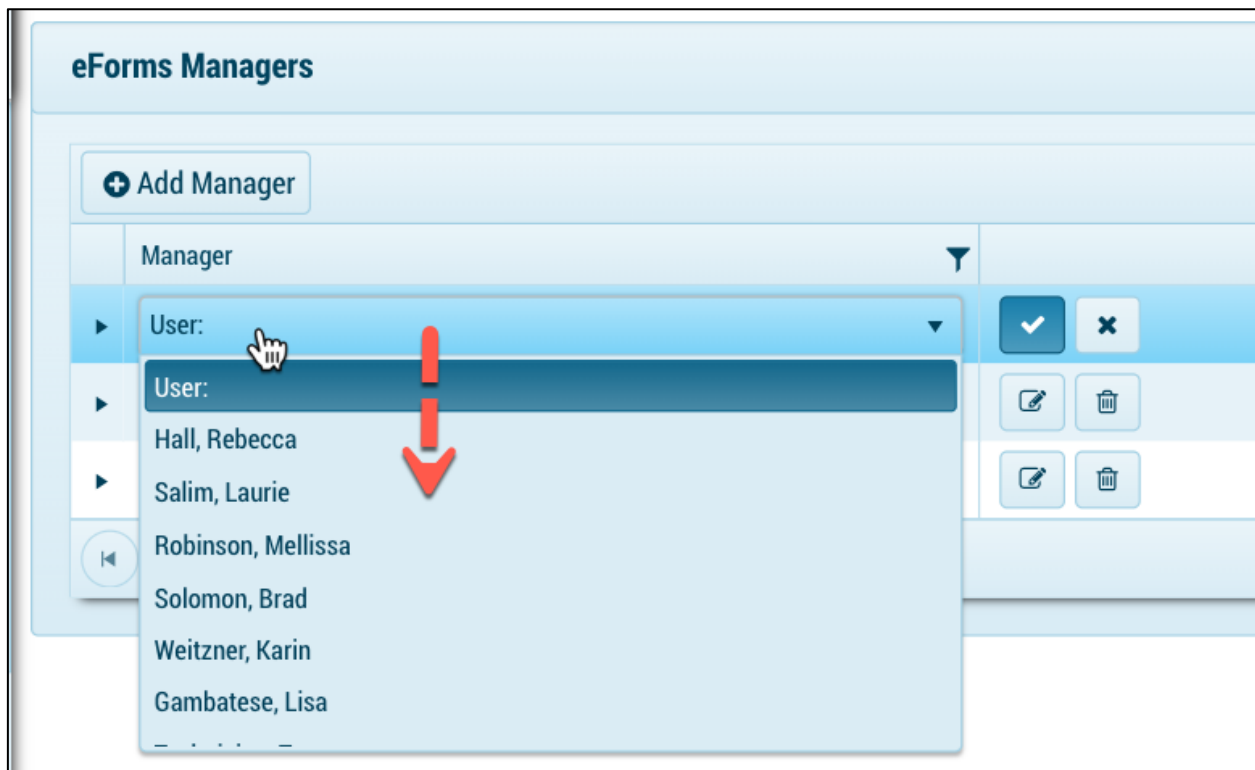 eForms Managers
Add Manager
Manager
User:
User:
Hall, Rebecca
Salim, Laurie
Robinson, Mellissa
Solomon, Brad
Weitzner, Karin
Gambatese, Lisa